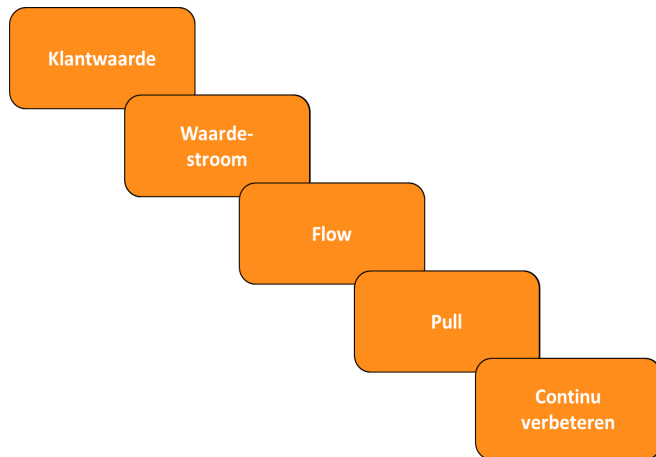 Klantwaarde
Waarde-
stroom
Flow
Pull
Continu
verbeteren